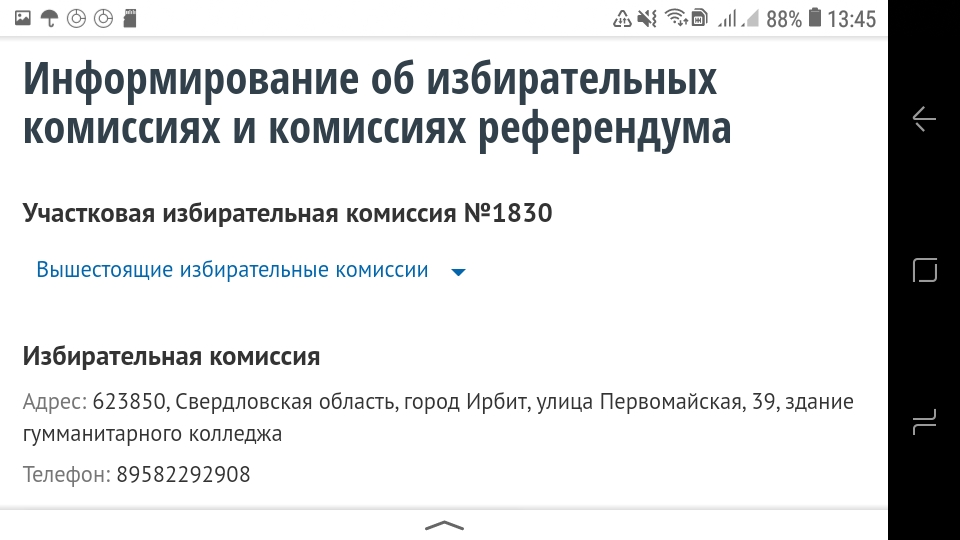 88% 13:45
Информирование об избирательных
комиссиях и комиссиях референдума
Участковая избирательная комиссия №1830
Вышестоящие избирательные комиссии
Избирательная комиссия
Адрес: 623850, Свердловская область, город Ирбит, улица Первомайская, 39, здание
гумманитарного колледжа
Телефон: 89582292908